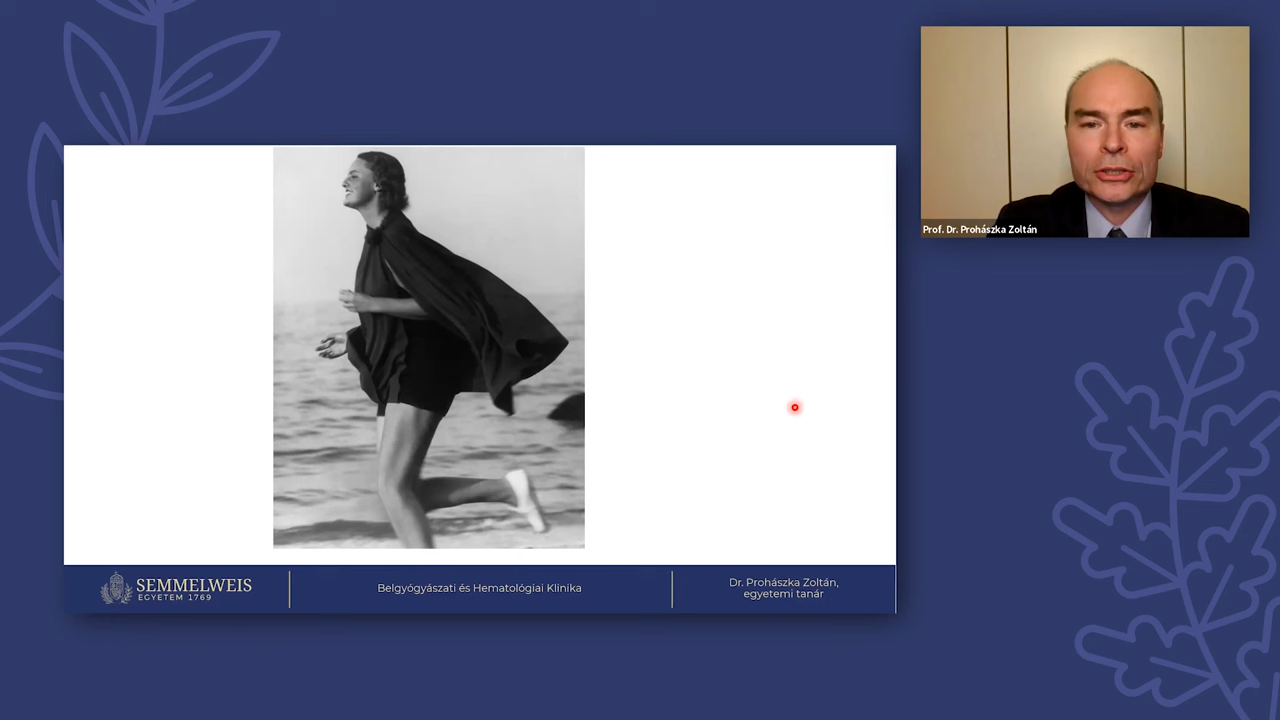 Prof. Dr. Prohászka Zoltán
SEMMELWEIS
EGYETEM 1769
Belgyógyászati és Hematológiai Klinika
Dr. Prohászka Zoltán,
egyetemi tanár